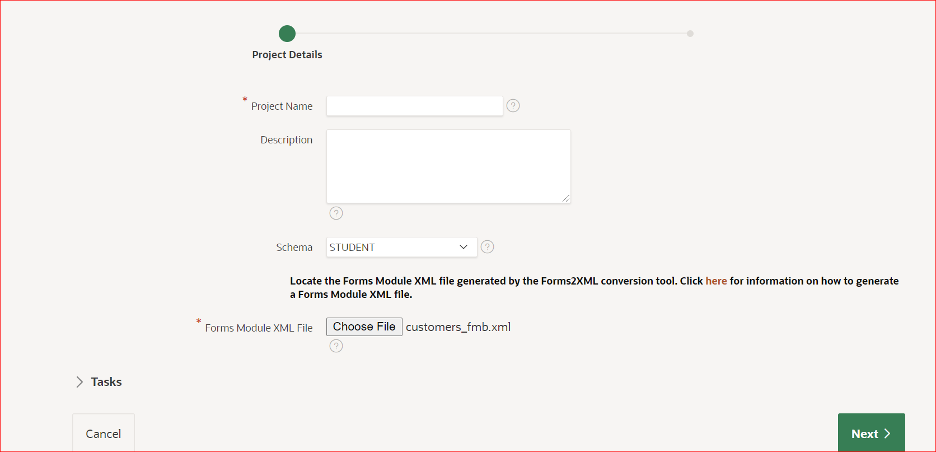 Project Details
* Project Name
?
Description
?
Schema
STUDENT
?
Locate the Forms Module XML file generated by the Forms2XML conversion tool. Click here for information on how to generate
a Forms Module XML file.
* Forms Module XML File
Choose File customers_fmb.xml
?
Tasks
Cancel
Next